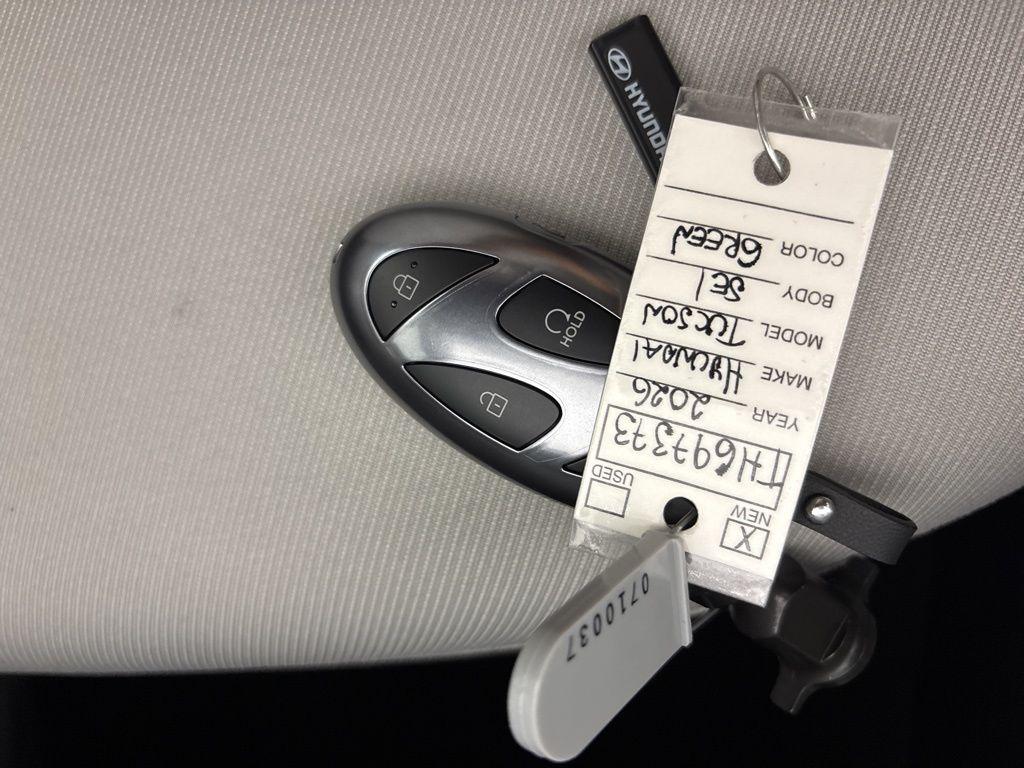 HYUNDAI
NEW USED
X
TH697373
YEAR 2026
MAKE HYUNDAI
MODEL TUCSON
BODY SEL
COLOR GREEN
HOLD
0710037